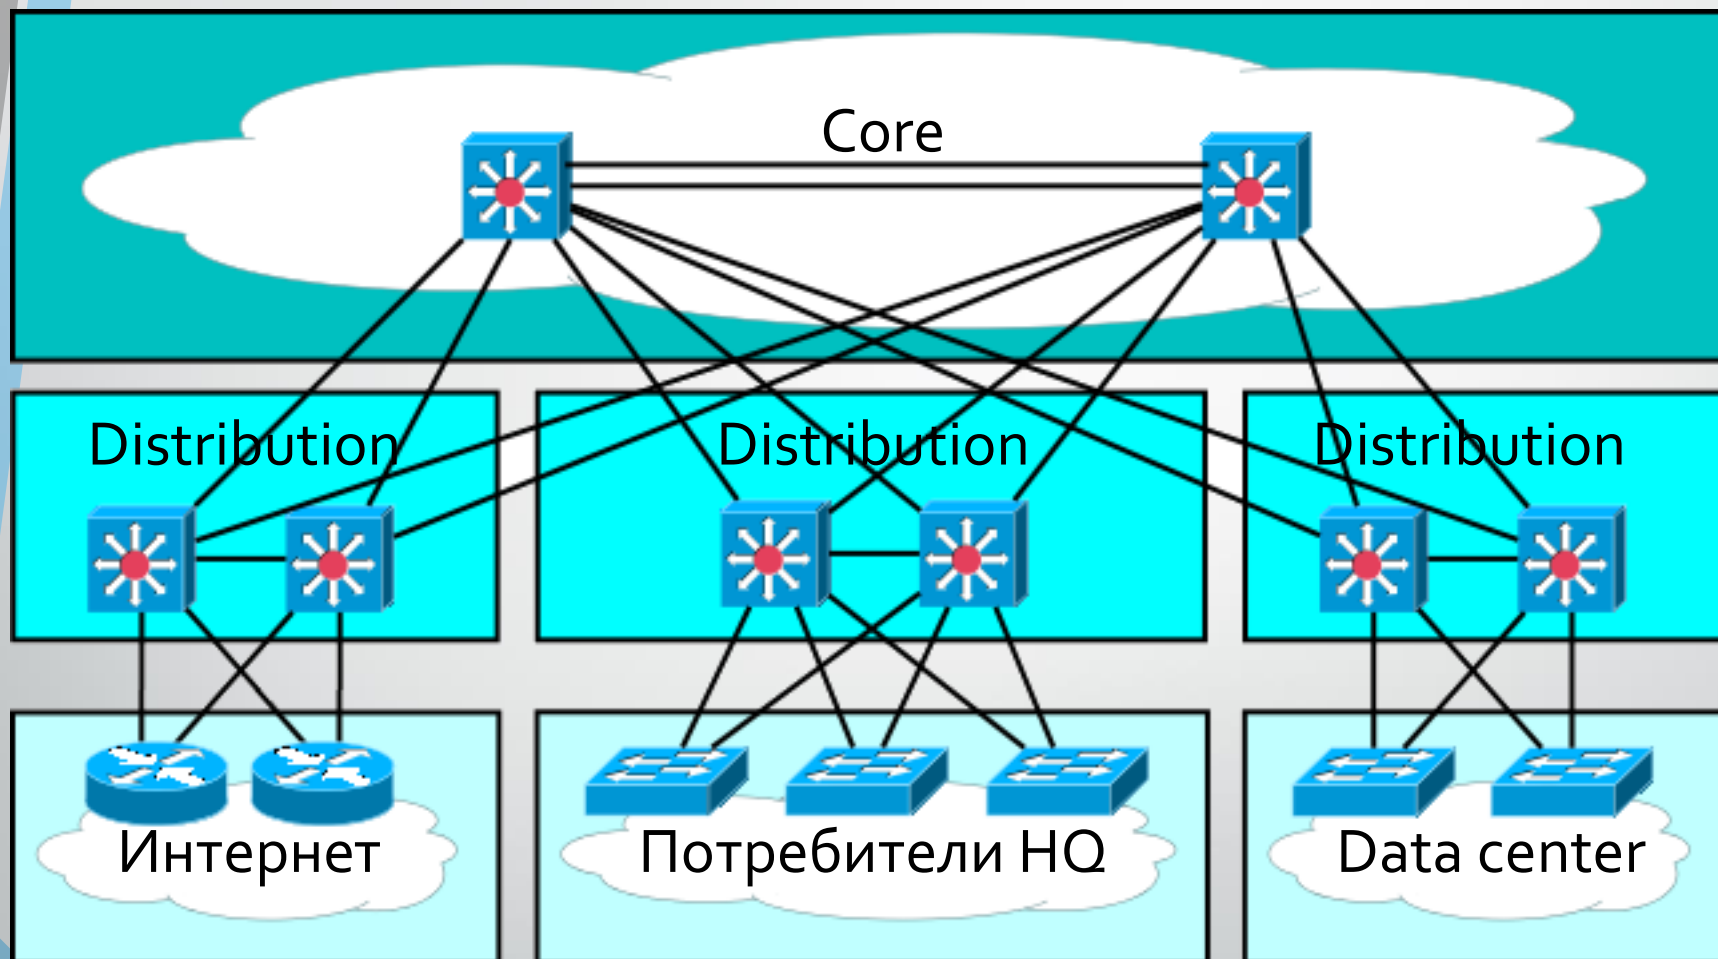 Core
Distribution
Distribution
Distribution
Интернет
Потребители HQ
Data center